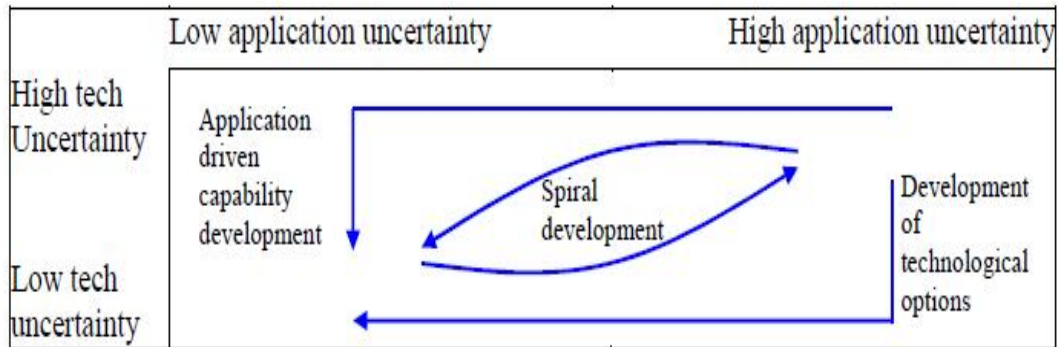 Low application uncertainty
High application uncertainty
High tech
Uncertainty
Application
driven
capability
development
Spiral
development
Development
of
technological
options
Low tech
uncertainty